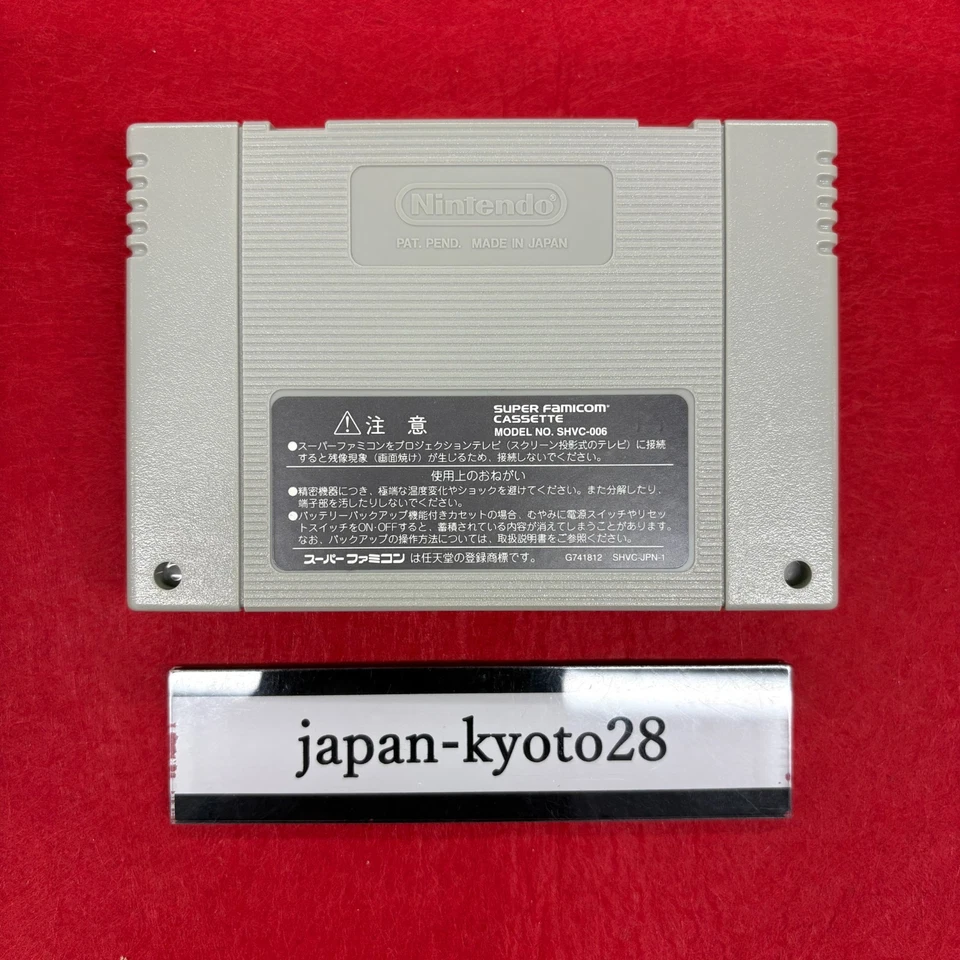 Nintendo®
PAT. PEND. MADE IN JAPAN
⚠注意
SUPER FAMICOM®
CASSETTE
MODEL NO. SHVC-006
●スーパーファミコンをプロジェクションテレビ（スクリーン投影式のテレビ）に接続
すると残像現象（画面焼け）が生じるため、接続しないでください。
使用上のおねがい
●精密機器につき、極端な温度変化やショックを避けてください。また分解したり、
端子部を汚したりしないでください。
●バッテリーバックアップ機能付きカセットの場合、むやみに電源スイッチやリセッ
トスイッチをON・OFFすると、蓄積されている内容が消えてしまうことがあります。
なお、バックアップの操作方法については、取扱説明書をご参照ください。
スーパーファミコンは任天堂の登録商標です。 G741812 SHVC-JPN-1
japan-kyoto28